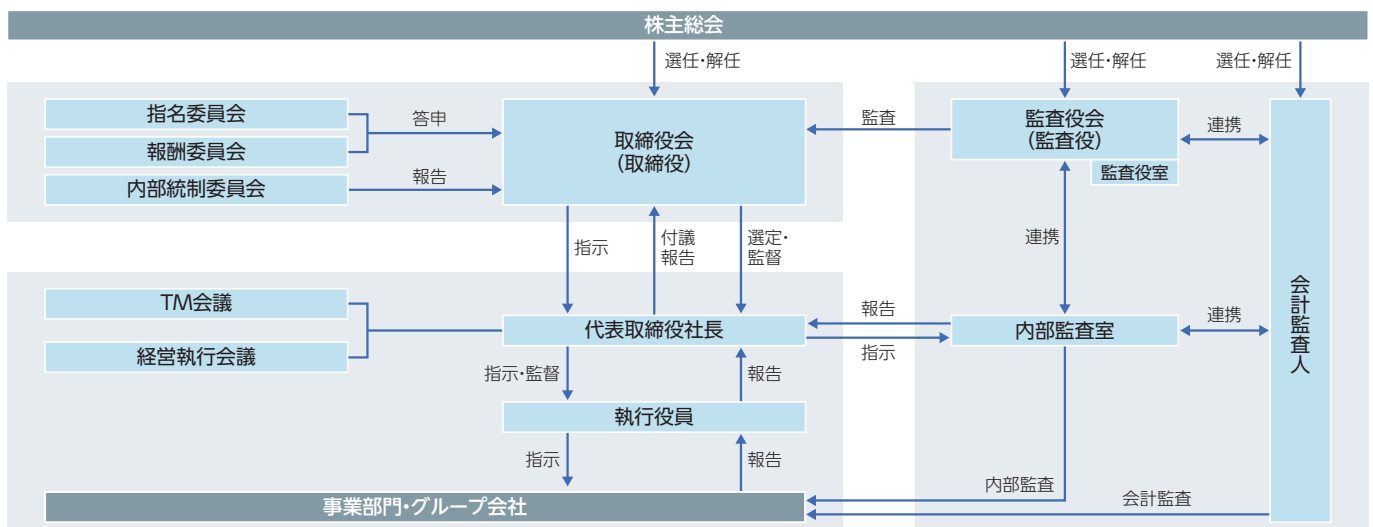 株主総会
選任・解任
選任・解任
選任・解任
指名委員会
報酬委員会
内部統制委員会
答申
報告
取締役会
(取締役)
監査
監査役会
(監査役)
監査役室
連携
指示
付議
報告
選定・
監督
連携
TM会議
経営執行会議
代表取締役社長
報告
指示
内部監査室
連携
会計監査人
指示・監督
報告
執行役員
指示
報告
内部監査
会計監査
事業部門・グループ会社